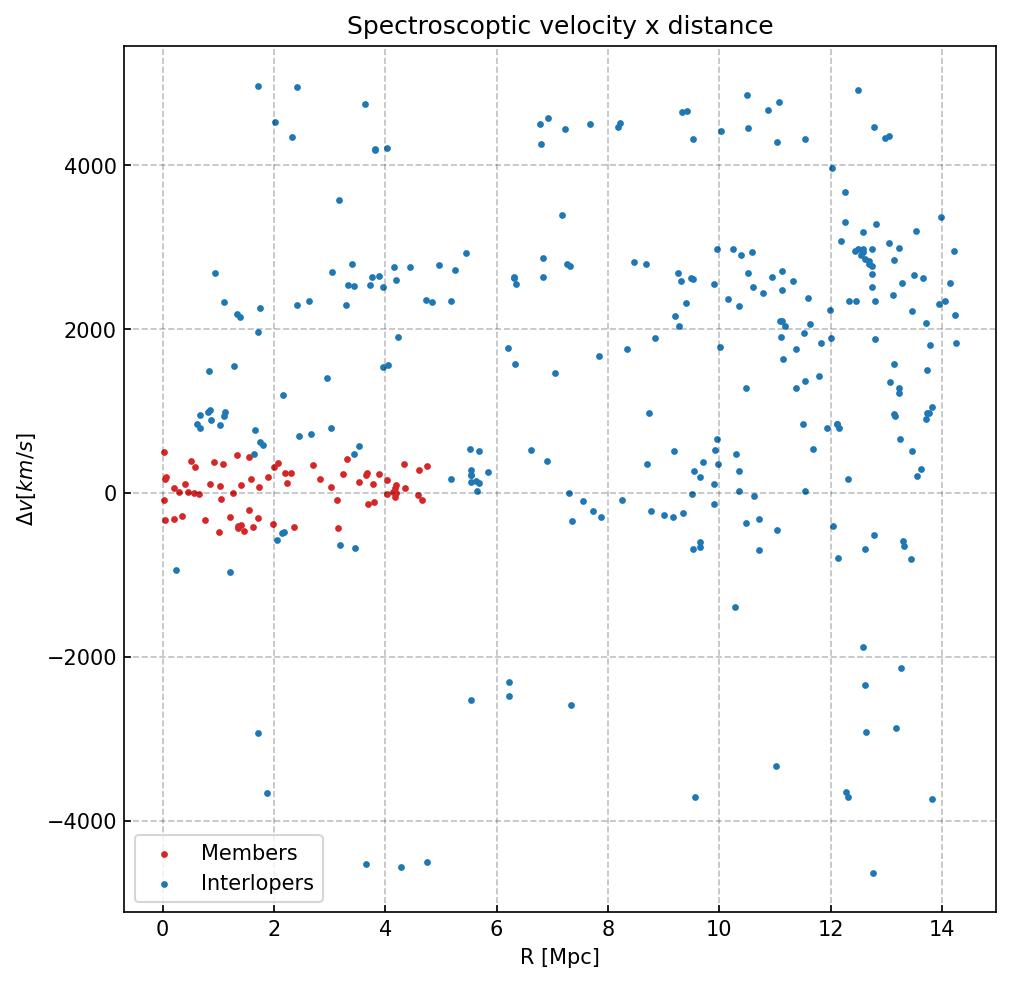 Spectroscoptic velocity x distance
4000
2000
0
−2000
−4000
Δv[km/s]
Members
Interlopers
0 2 4 6 8 10 12 14
R [Mpc]